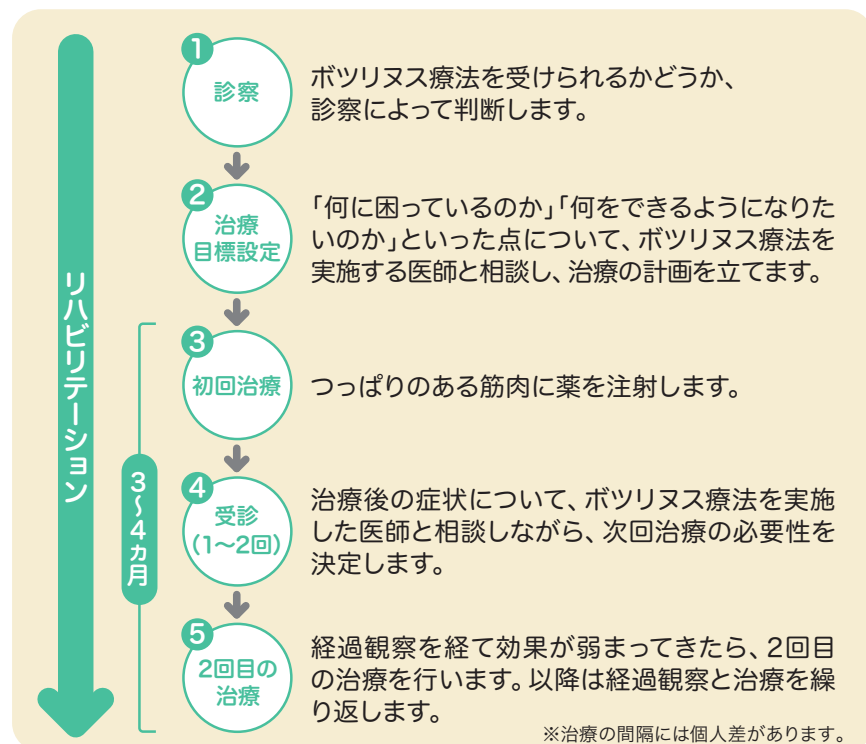 リハビリテーション
3〜4ヵ月
1
診察
ボツリヌス療法を受けられるかどうか、
診察によって判断します。
2
治療
目標設定
「何に困っているのか」「何をできるようになりた
いのか」といった点について、ボツリヌス療法を
実施する医師と相談し、治療の計画を立てます。
3
初回治療
つっぱりのある筋肉に薬を注射します。
4
受診
(1〜2回)
治療後の症状について、ボツリヌス療法を実施
した医師と相談しながら、次回治療の必要性を
決定します。
5
2回目の
治療
経過観察を経て効果が弱まってきたら、2回目
の治療を行います。以降は経過観察と治療を繰
り返します。
※治療の間隔には個人差があります。